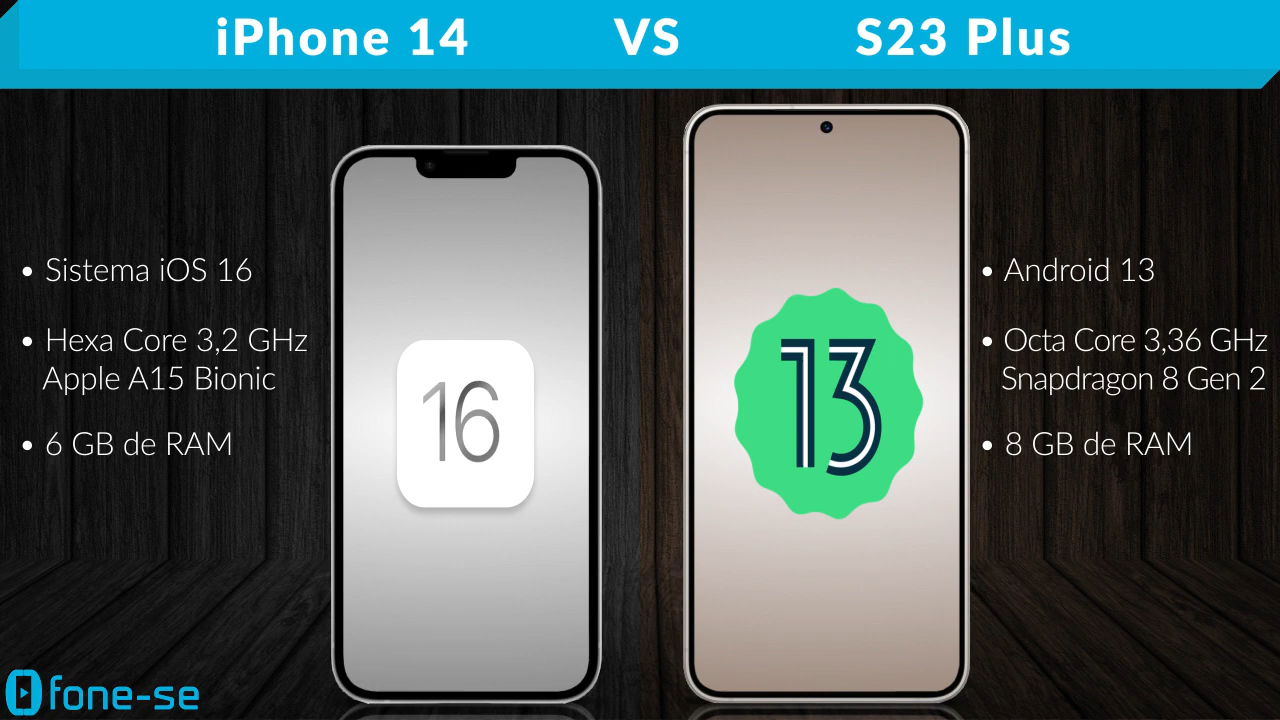 iPhone 14 VS S23 Plus
• Sistema iOS 16
• Hexa Core 3,2 GHz
Apple A15 Bionic
• 6 GB de RAM
16
13
• Android 13
• Octa Core 3,36 GHz
Snapdragon 8 Gen 2
• 8 GB de RAM
fone-se